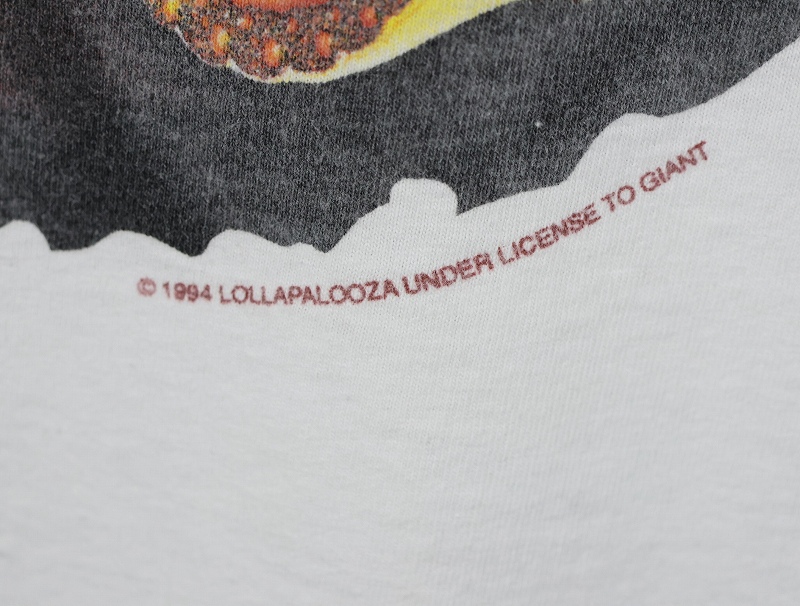 © 1994 LOLLAPALOOZA UNDER LICENSE TO GIANT